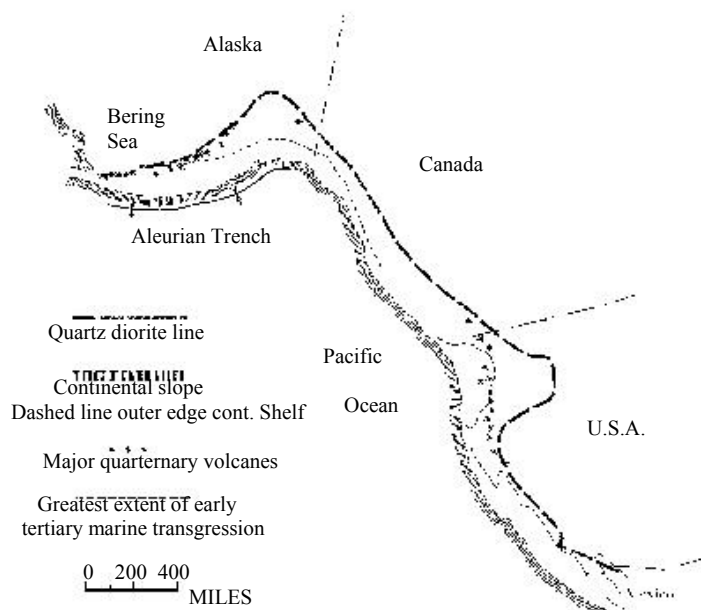 Alaska
Bering
Sea
Canada
Aleurian Trench
Quartz diorite line
Pacific
Ocean
Continental slope
Dashed line outer edge cont. Shelf
U.S.A.
Major quarternary volcanes
Greatest extent of early
tertiary marine transgression
0 200 400
MILES
Mexico